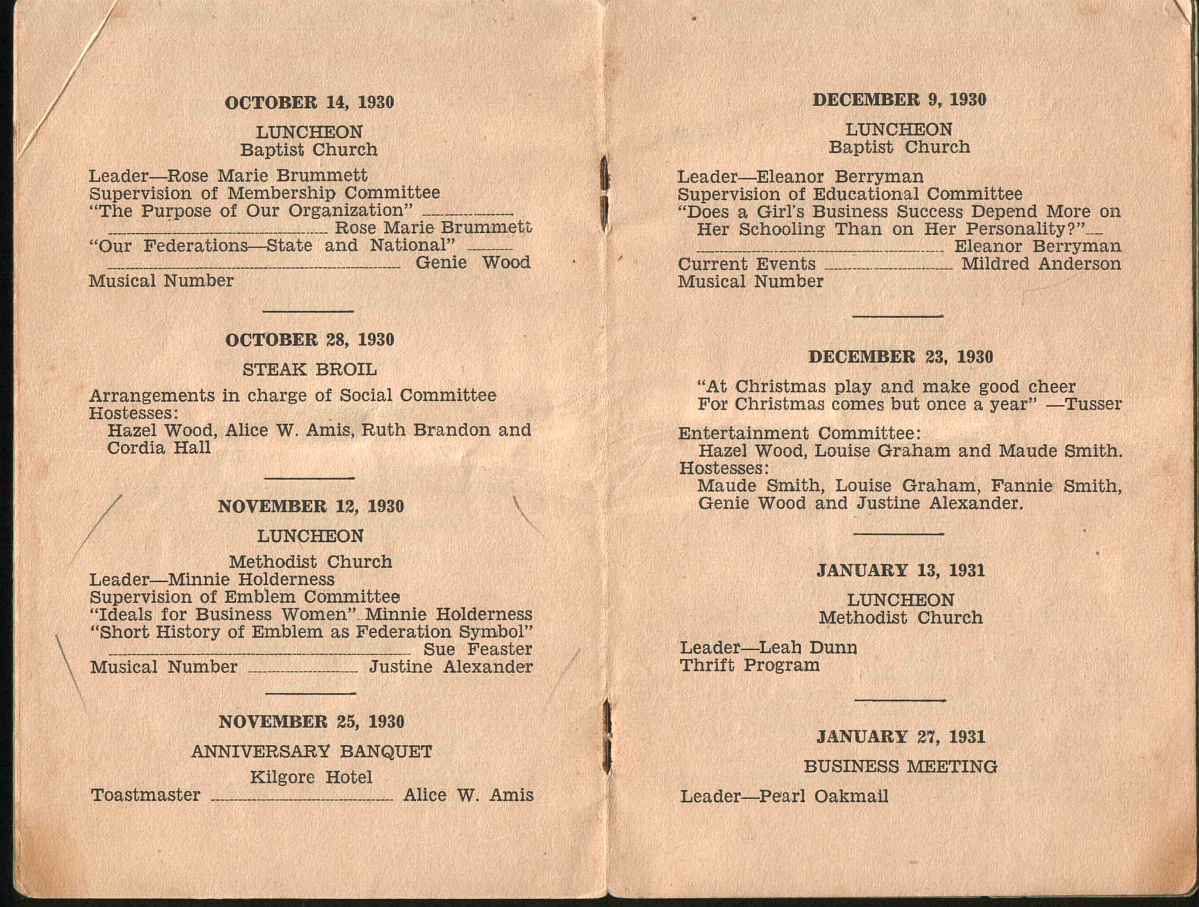 OCTOBER 14, 1930
LUNCHEON
Baptist Church
Leader—Rose Marie Brummett
Supervision of Membership Committee
“The Purpose of Our Organization”
Rose Marie Brummett
“Our Federations—State and National”
Genie Wood
Musical Number
OCTOBER 28, 1930
STEAK BROIL
Arrangements in charge of Social Committee
Hostesses:
Hazel Wood, Alice W. Amis, Ruth Brandon and
Cordia Hall
NOVEMBER 12, 1930
LUNCHEON
Methodist Church
Leader—Minnie Holderness
Supervision of Emblem Committee
“Ideals for Business Women” Minnie Holderness
“Short History of Emblem as Federation Symbol”
Sue Feaster
Musical Number Justine Alexander
NOVEMBER 25, 1930
ANNIVERSARY BANQUET
Kilgore Hotel
Toastmaster Alice W. Amis
DECEMBER 9, 1930
LUNCHEON
Baptist Church
Leader—Eleanor Berryman
Supervision of Educational Committee
“Does a Girl's Business Success Depend More on
Her Schooling Than on Her Personality?”
Eleanor Berryman
Current Events Mildred Anderson
Musical Number
DECEMBER 23, 1930
“At Christmas play and make good cheer
For Christmas comes but once a year” —Tusser
Entertainment Committee:
Hazel Wood, Louise Graham and Maude Smith.
Hostesses:
Maude Smith, Louise Graham, Fannie Smith,
Genie Wood and Justine Alexander.
JANUARY 13, 1931
LUNCHEON
Methodist Church
Leader—Leah Dunn
Thrift Program
JANUARY 27, 1931
BUSINESS MEETING
Leader—Pearl Oakmail